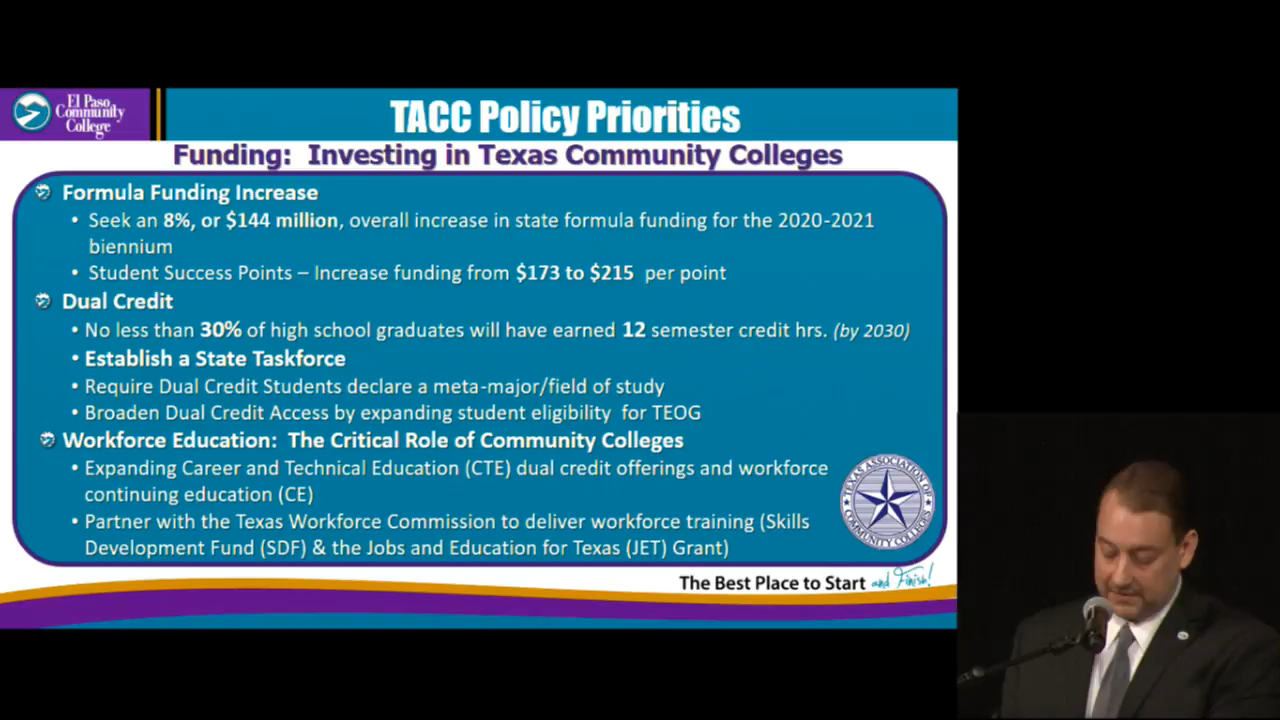 El Paso
Community
College
TACC Policy Priorities
Funding: Investing in Texas Community Colleges
Formula Funding Increase
• Seek an 8%, or $144 million, overall increase in state formula funding for the 2020-2021
biennium
• Student Success Points – Increase funding from $173 to $215 per point
Dual Credit
• No less than 30% of high school graduates will have earned 12 semester credit hrs. (by 2030)
• Establish a State Taskforce
• Require Dual Credit Students declare a meta-major/field of study
• Broaden Dual Credit Access by expanding student eligibility for TEOG
Workforce Education: The Critical Role of Community Colleges
• Expanding Career and Technical Education (CTE) dual credit offerings and workforce
continuing education (CE)
• Partner with the Texas Workforce Commission to deliver workforce training (Skills
Development Fund (SDF) & the Jobs and Education for Texas (JET) Grant)
TEXAS ASSOCIATION OF
COMMUNITY COLLEGES
The Best Place to Start and Finish!